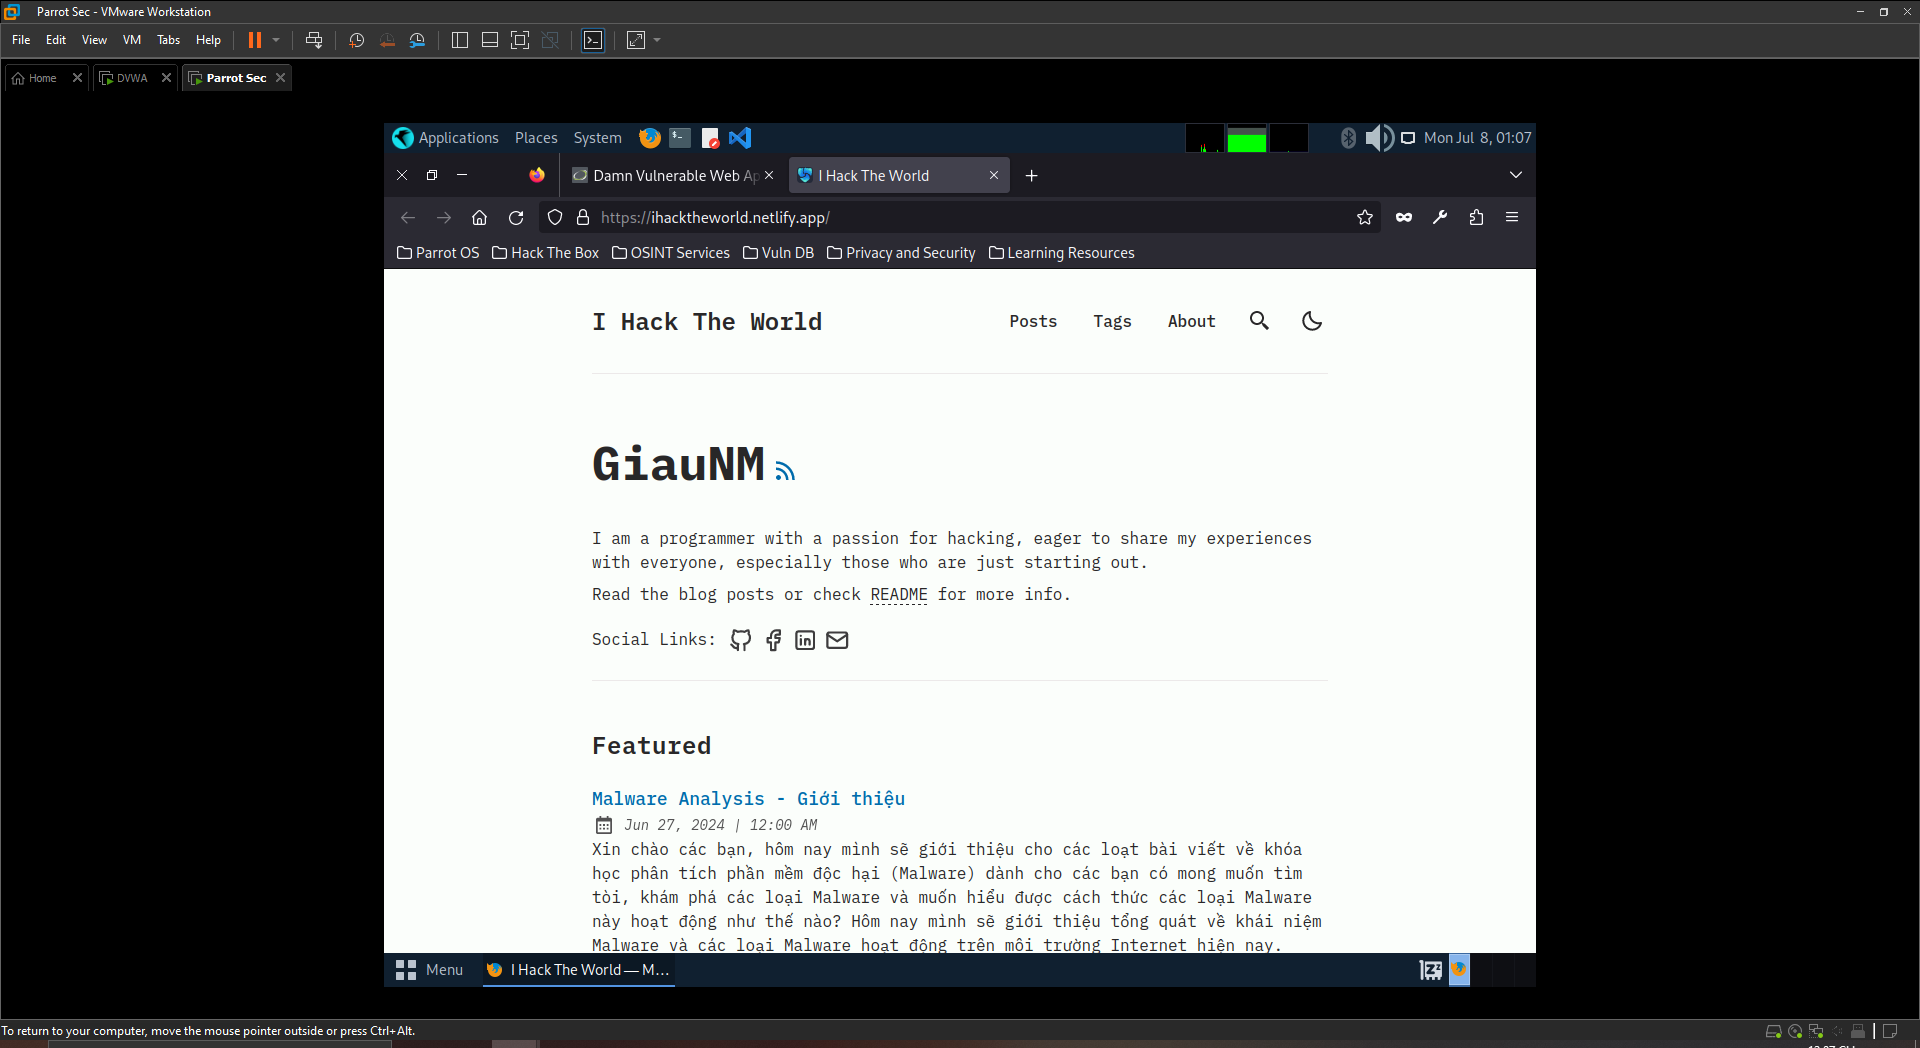 Parrot Sec - VMware Workstation
File Edit View VM Tabs Help
Home DVWA Parrot Sec
Applications Places System Mon Jul 8, 01:07
Damn Vulnerable Web Ap I Hack The World
https://ihacktheworld.netlify.app/
Parrot OS Hack The Box OSINT Services Vuln DB Privacy and Security Learning Resources
I Hack The World Posts Tags About
GiauNM
I am a programmer with a passion for hacking, eager to share my experiences
with everyone, especially those who are just starting out.
Read the blog posts or check README for more info.
Social Links:
Featured
Malware Analysis - Giới thiệu
Jun 27, 2024 | 12:00 AM
Xin chào các bạn, hôm nay mình sẽ giới thiệu cho các loạt bài viết về khóa
học phân tích phần mềm độc hại (Malware) dành cho các bạn có mong muốn tìm
tòi, khám phá các loại Malware và muốn hiểu được cách thức các loại Malware
này hoạt động như thế nào? Hôm nay mình sẽ giới thiệu tổng quát về khái niệm
Malware và các loại Malware hoạt động trên môi trường Internet hiện nay.
Menu I Hack The World — M...
To return to your computer, move the mouse pointer outside or press Ctrl+Alt.